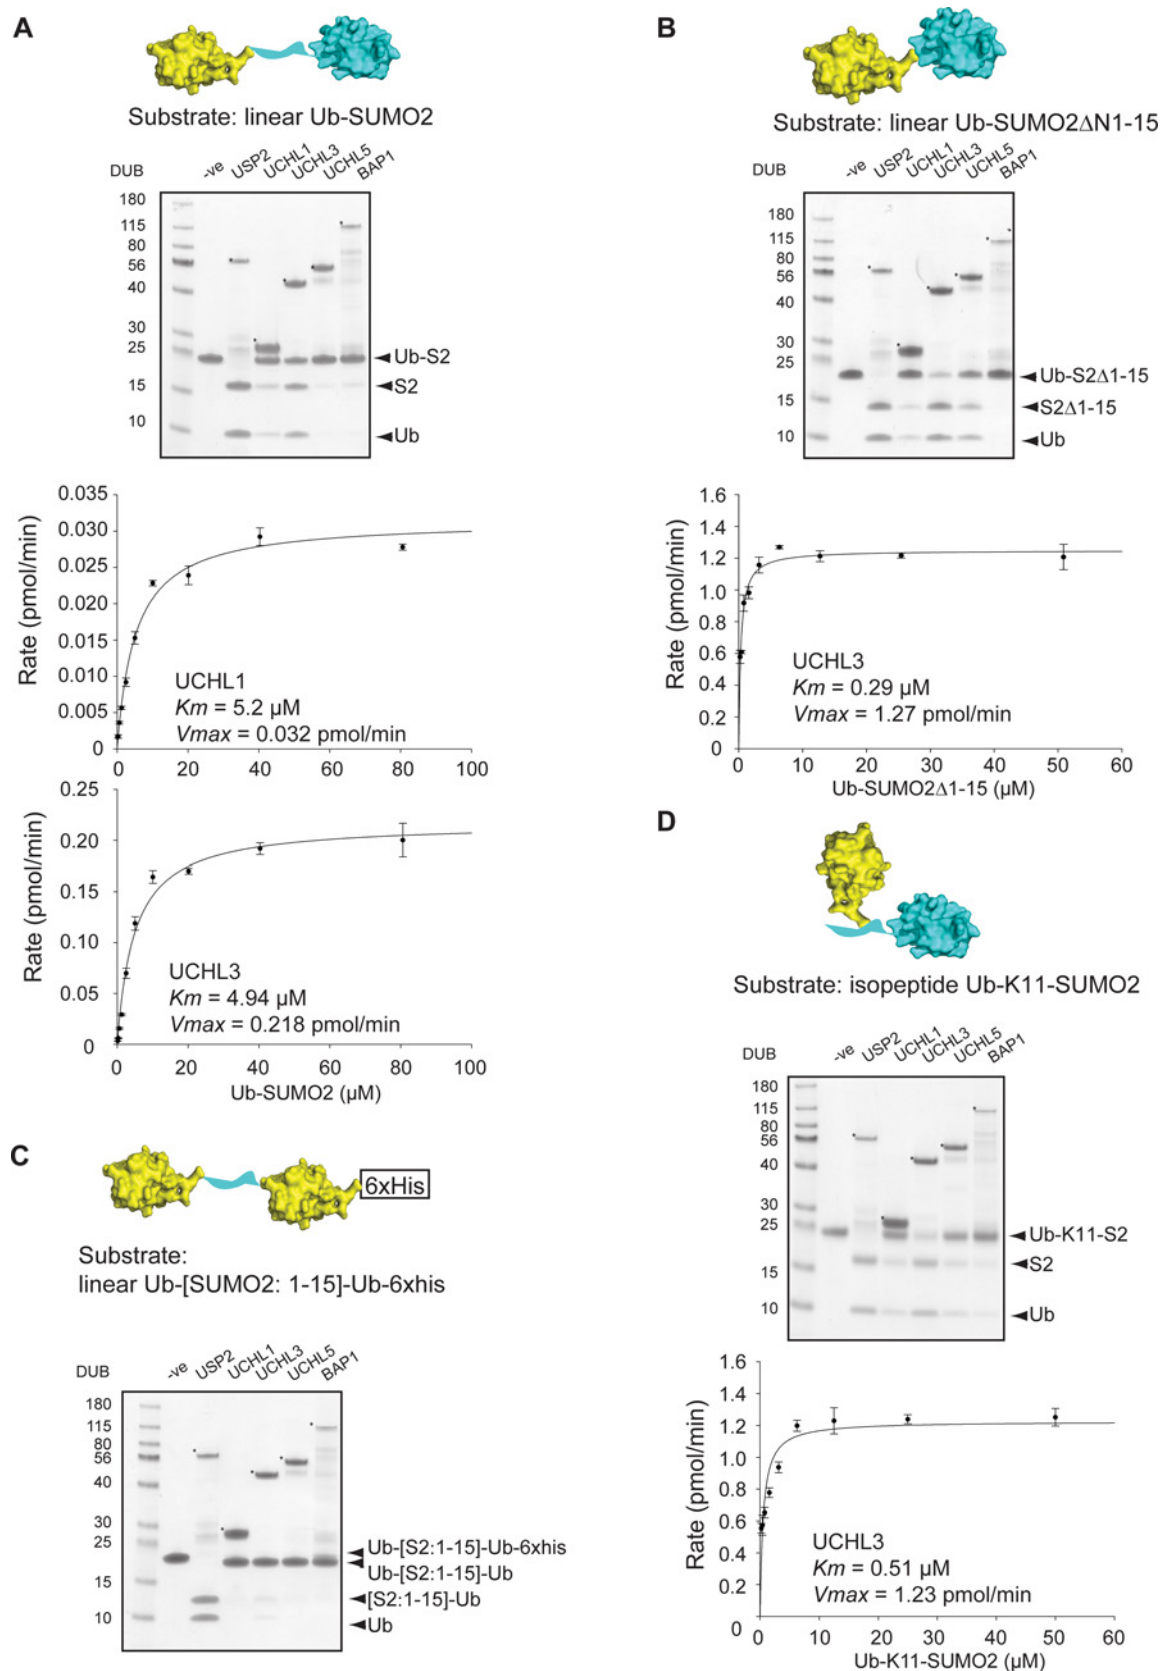 A
Substrate: linear Ub-SUMO2
DUB -ve USP2 UCHL1 UCHL3 UCHL5 BAP1
180
115
80
56
40
30
25
15
10
Ub-S2
S2
Ub
Rate (pmol/min)
0.035
0.030
0.025
0.020
0.015
0.010
0.005
0
UCHL1
Km = 5.2 µM
Vmax = 0.032 pmol/min
0 20 40 60 80 100
Rate (pmol/min)
0.25
0.20
0.15
0.10
0.05
0
UCHL3
Km = 4.94 µM
Vmax = 0.218 pmol/min
0 20 40 60 80 100
Ub-SUMO2 (µM)
B
Substrate: linear Ub-SUMO2ΔN1-15
DUB -ve USP2 UCHL1 UCHL3 UCHL5 BAP1
180
115
80
56
40
30
25
15
10
Ub-S2Δ1-15
S2Δ1-15
Ub
Rate (pmol/min)
1.6
1.4
1.2
1.0
0.8
0.6
0.4
0.2
0
UCHL3
Km = 0.29 µM
Vmax = 1.27 pmol/min
0 10 20 30 40 50 60
Ub-SUMO2Δ1-15 (µM)
C
6xHis
Substrate:
linear Ub-[SUMO2: 1-15]-Ub-6xhis
DUB -ve USP2 UCHL1 UCHL3 UCHL5 BAP1
180
115
80
56
40
30
25
15
10
Ub-[S2:1-15]-Ub-6xhis
Ub-[S2:1-15]-Ub
[S2:1-15]-Ub
Ub
D
Substrate: isopeptide Ub-K11-SUMO2
DUB -ve USP2 UCHL1 UCHL3 UCHL5 BAP1
180
115
80
56
40
30
25
15
10
Ub-K11-S2
S2
Ub
Rate (pmol/min)
1.6
1.4
1.2
1.0
0.8
0.6
0.4
0.2
0
UCHL3
Km = 0.51 µM
Vmax = 1.23 pmol/min
0 10 20 30 40 50 60
Ub-K11-SUMO2 (µM)